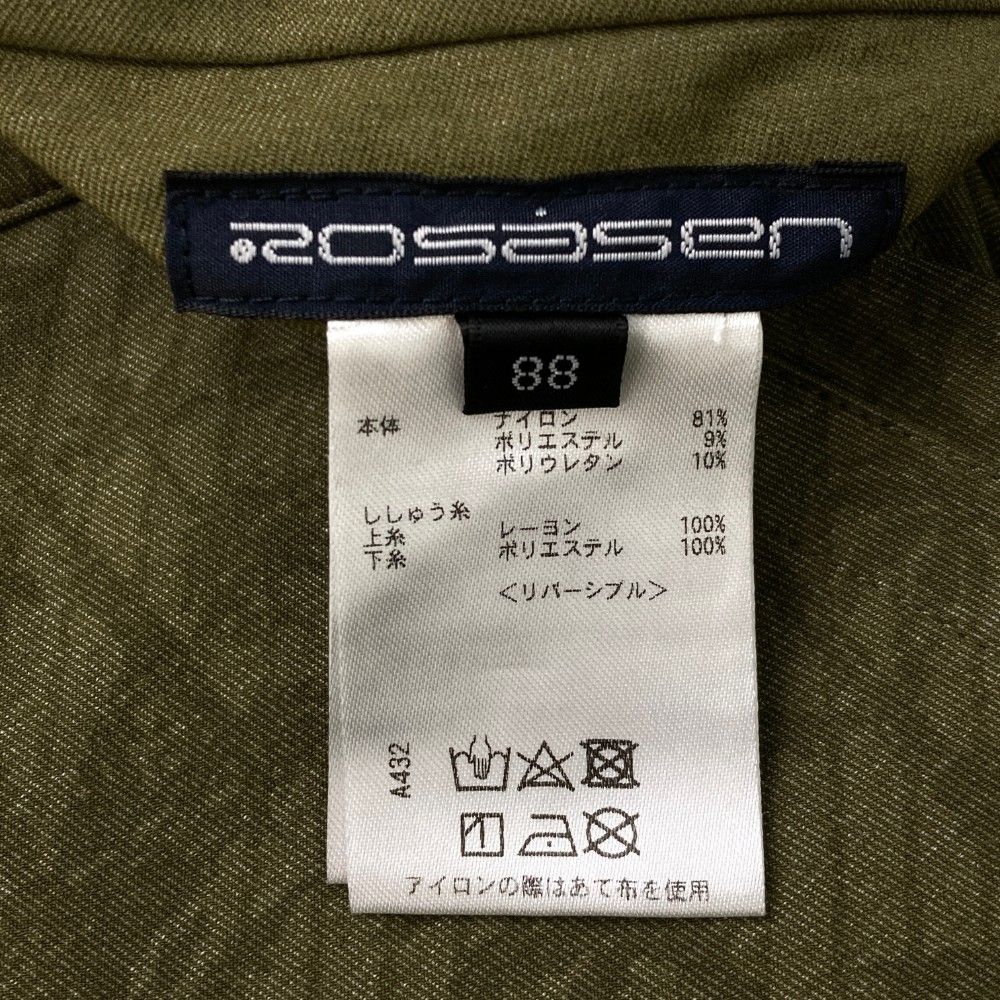 ROSASEN
88
本体 ナイロン 81%
ポリエステル 9%
ポリウレタン 10%
ししゅう糸
上糸 レーヨン 100%
下糸 ポリエステル 100%
<リバーシブル>
A432
アイロンの際はあて布を使用